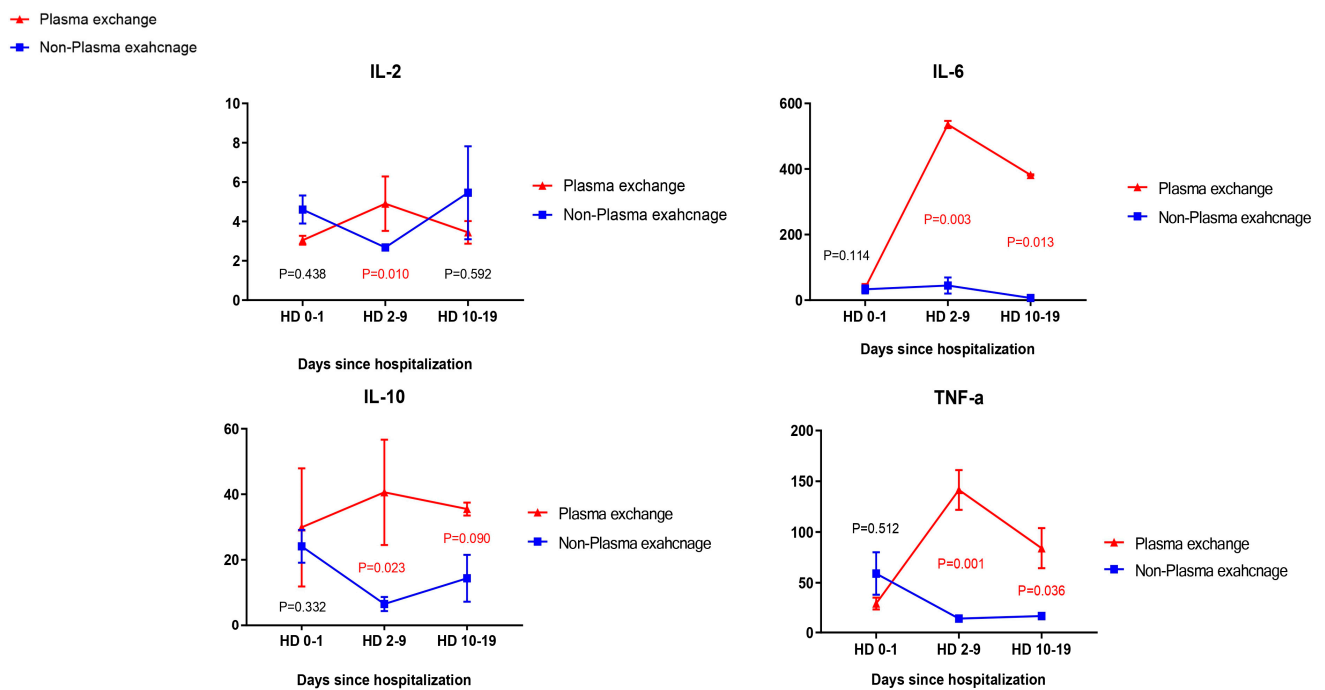 Plasma exchange
Non-Plasma exahcnage
IL-2
10
8
6
4
2
0
P=0.438
P=0.010
P=0.592
HD 0-1
HD 2-9
HD 10-19
Days since hospitalization
Plasma exchange
Non-Plasma exahcnage
IL-6
600
400
200
0
P=0.114
P=0.003
P=0.013
HD 0-1
HD 2-9
HD 10-19
Days since hospitalization
Plasma exchange
Non-Plasma exahcnage
IL-10
60
40
20
0
P=0.332
P=0.023
P=0.090
HD 0-1
HD 2-9
HD 10-19
Days since hospitalization
Plasma exchange
Non-Plasma exahcnage
TNF-a
200
150
100
50
0
P=0.512
P=0.001
P=0.036
HD 0-1
HD 2-9
HD 10-19
Days since hospitalization
Plasma exchange
Non-Plasma exahcnage